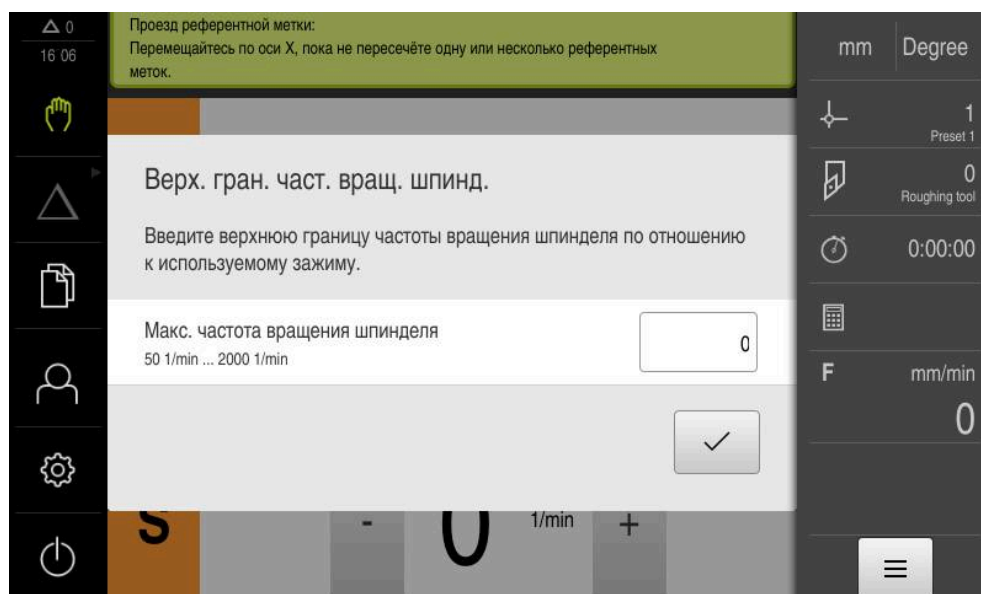 0
16 06
Проезд референтной метки:
Перемещайтесь по оси X, пока не пересечёте одну или несколько референтных
меток.
mm Degree
1
Preset 1
0
Roughing tool
0:00:00
F mm/min
0
Верх. гран. част. вращ. шпинд.
Введите верхнюю границу частоты вращения шпинделя по отношению
к используемому зажиму.
Макс. частота вращения шпинделя
50 1/min ... 2000 1/min
0
S - 0 1/min +